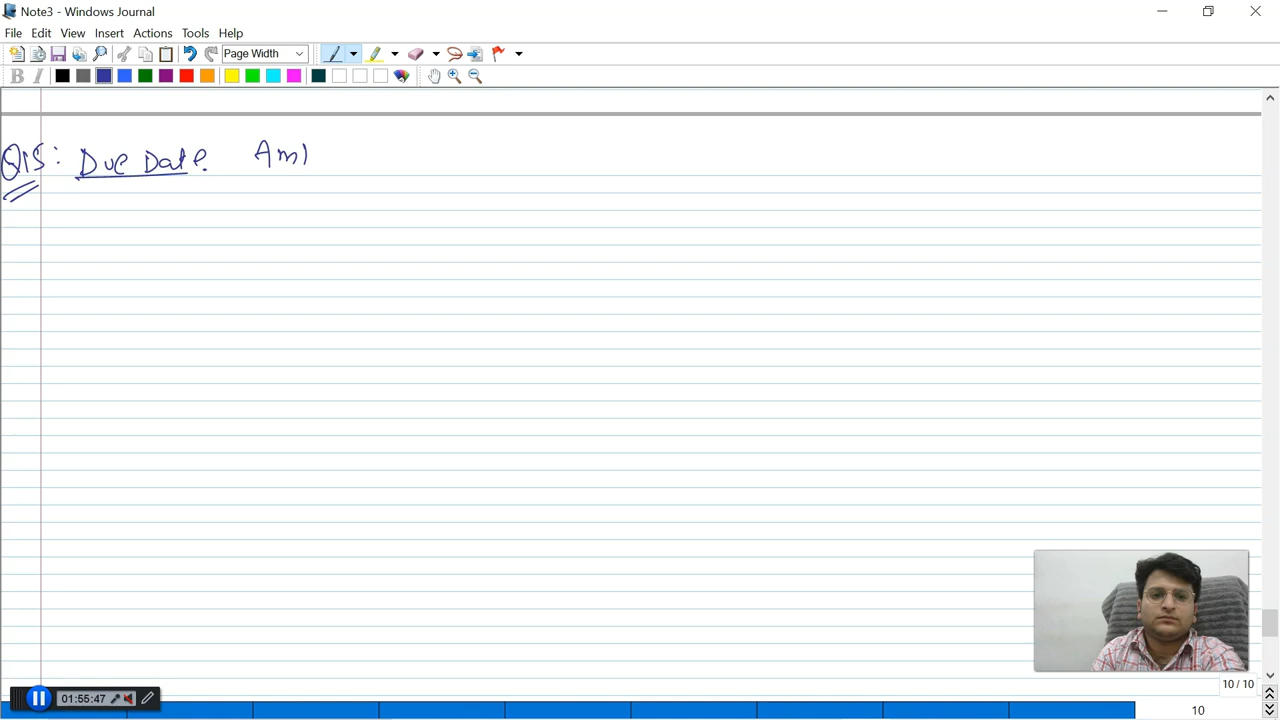 Note3 - Windows Journal
File Edit View Insert Actions Tools Help
Page Width
B I
Q15: Due Date. Am
10 / 10
01:55:47
10